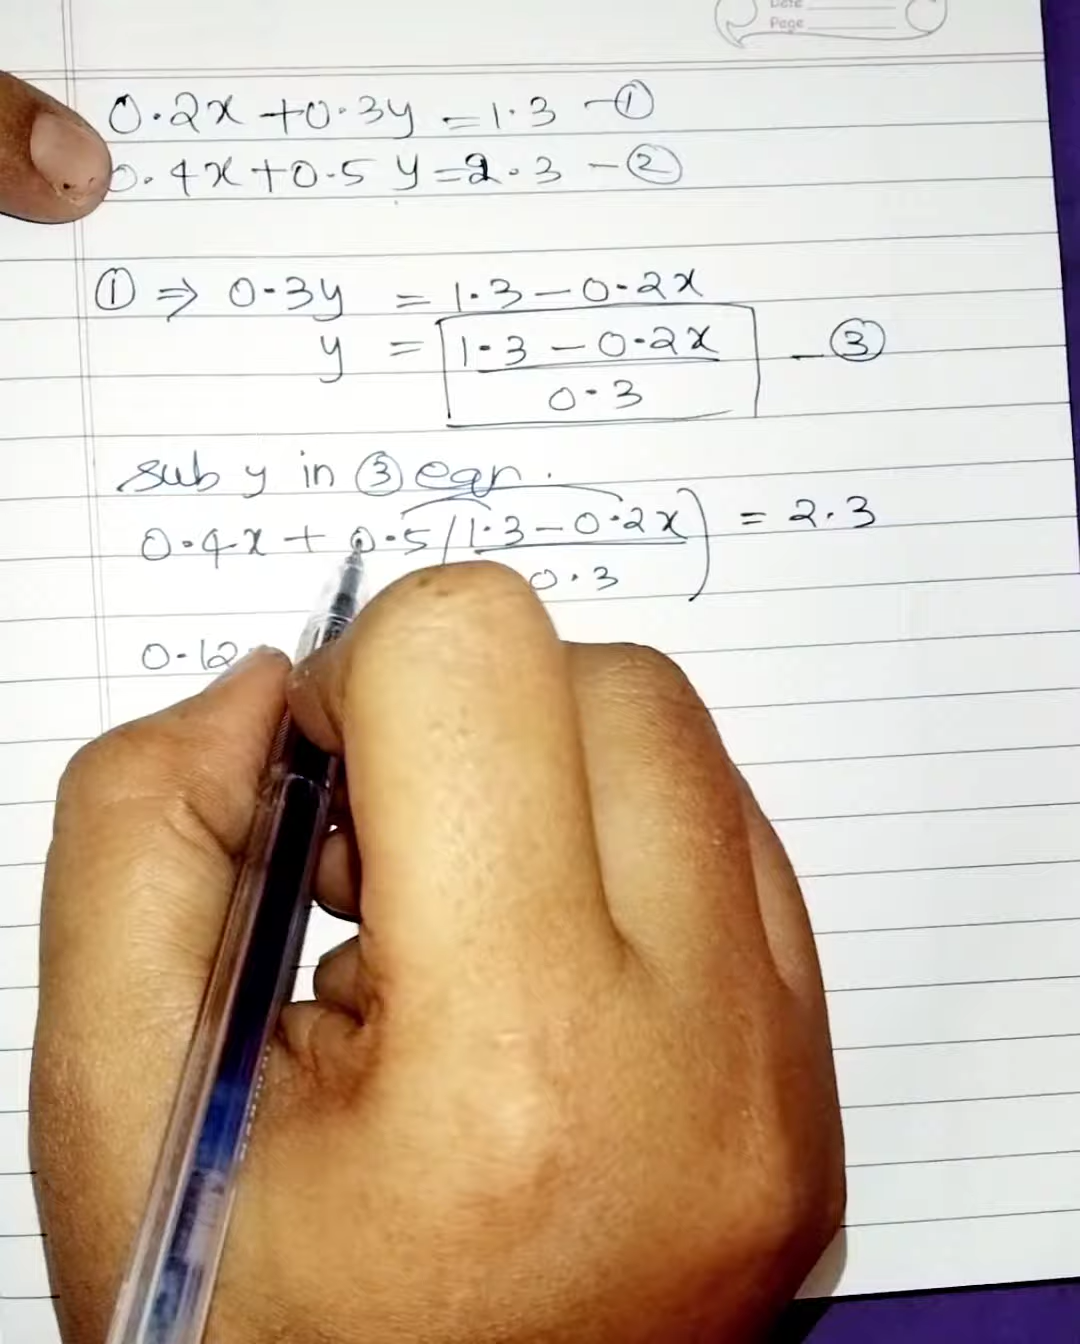 Date
Page
0.2x + 0.3y = 1.3 - ①
0.4x + 0.5 y = 2.3 - ②
① ⇒ 0.3y = 1.3 - 0.2x
y = 1.3 - 0.2x - ③
0.3
sub y in ③ eqn.
0.4x + 0.5 (1.3 - 0.2x) = 2.3
0.3
0.12